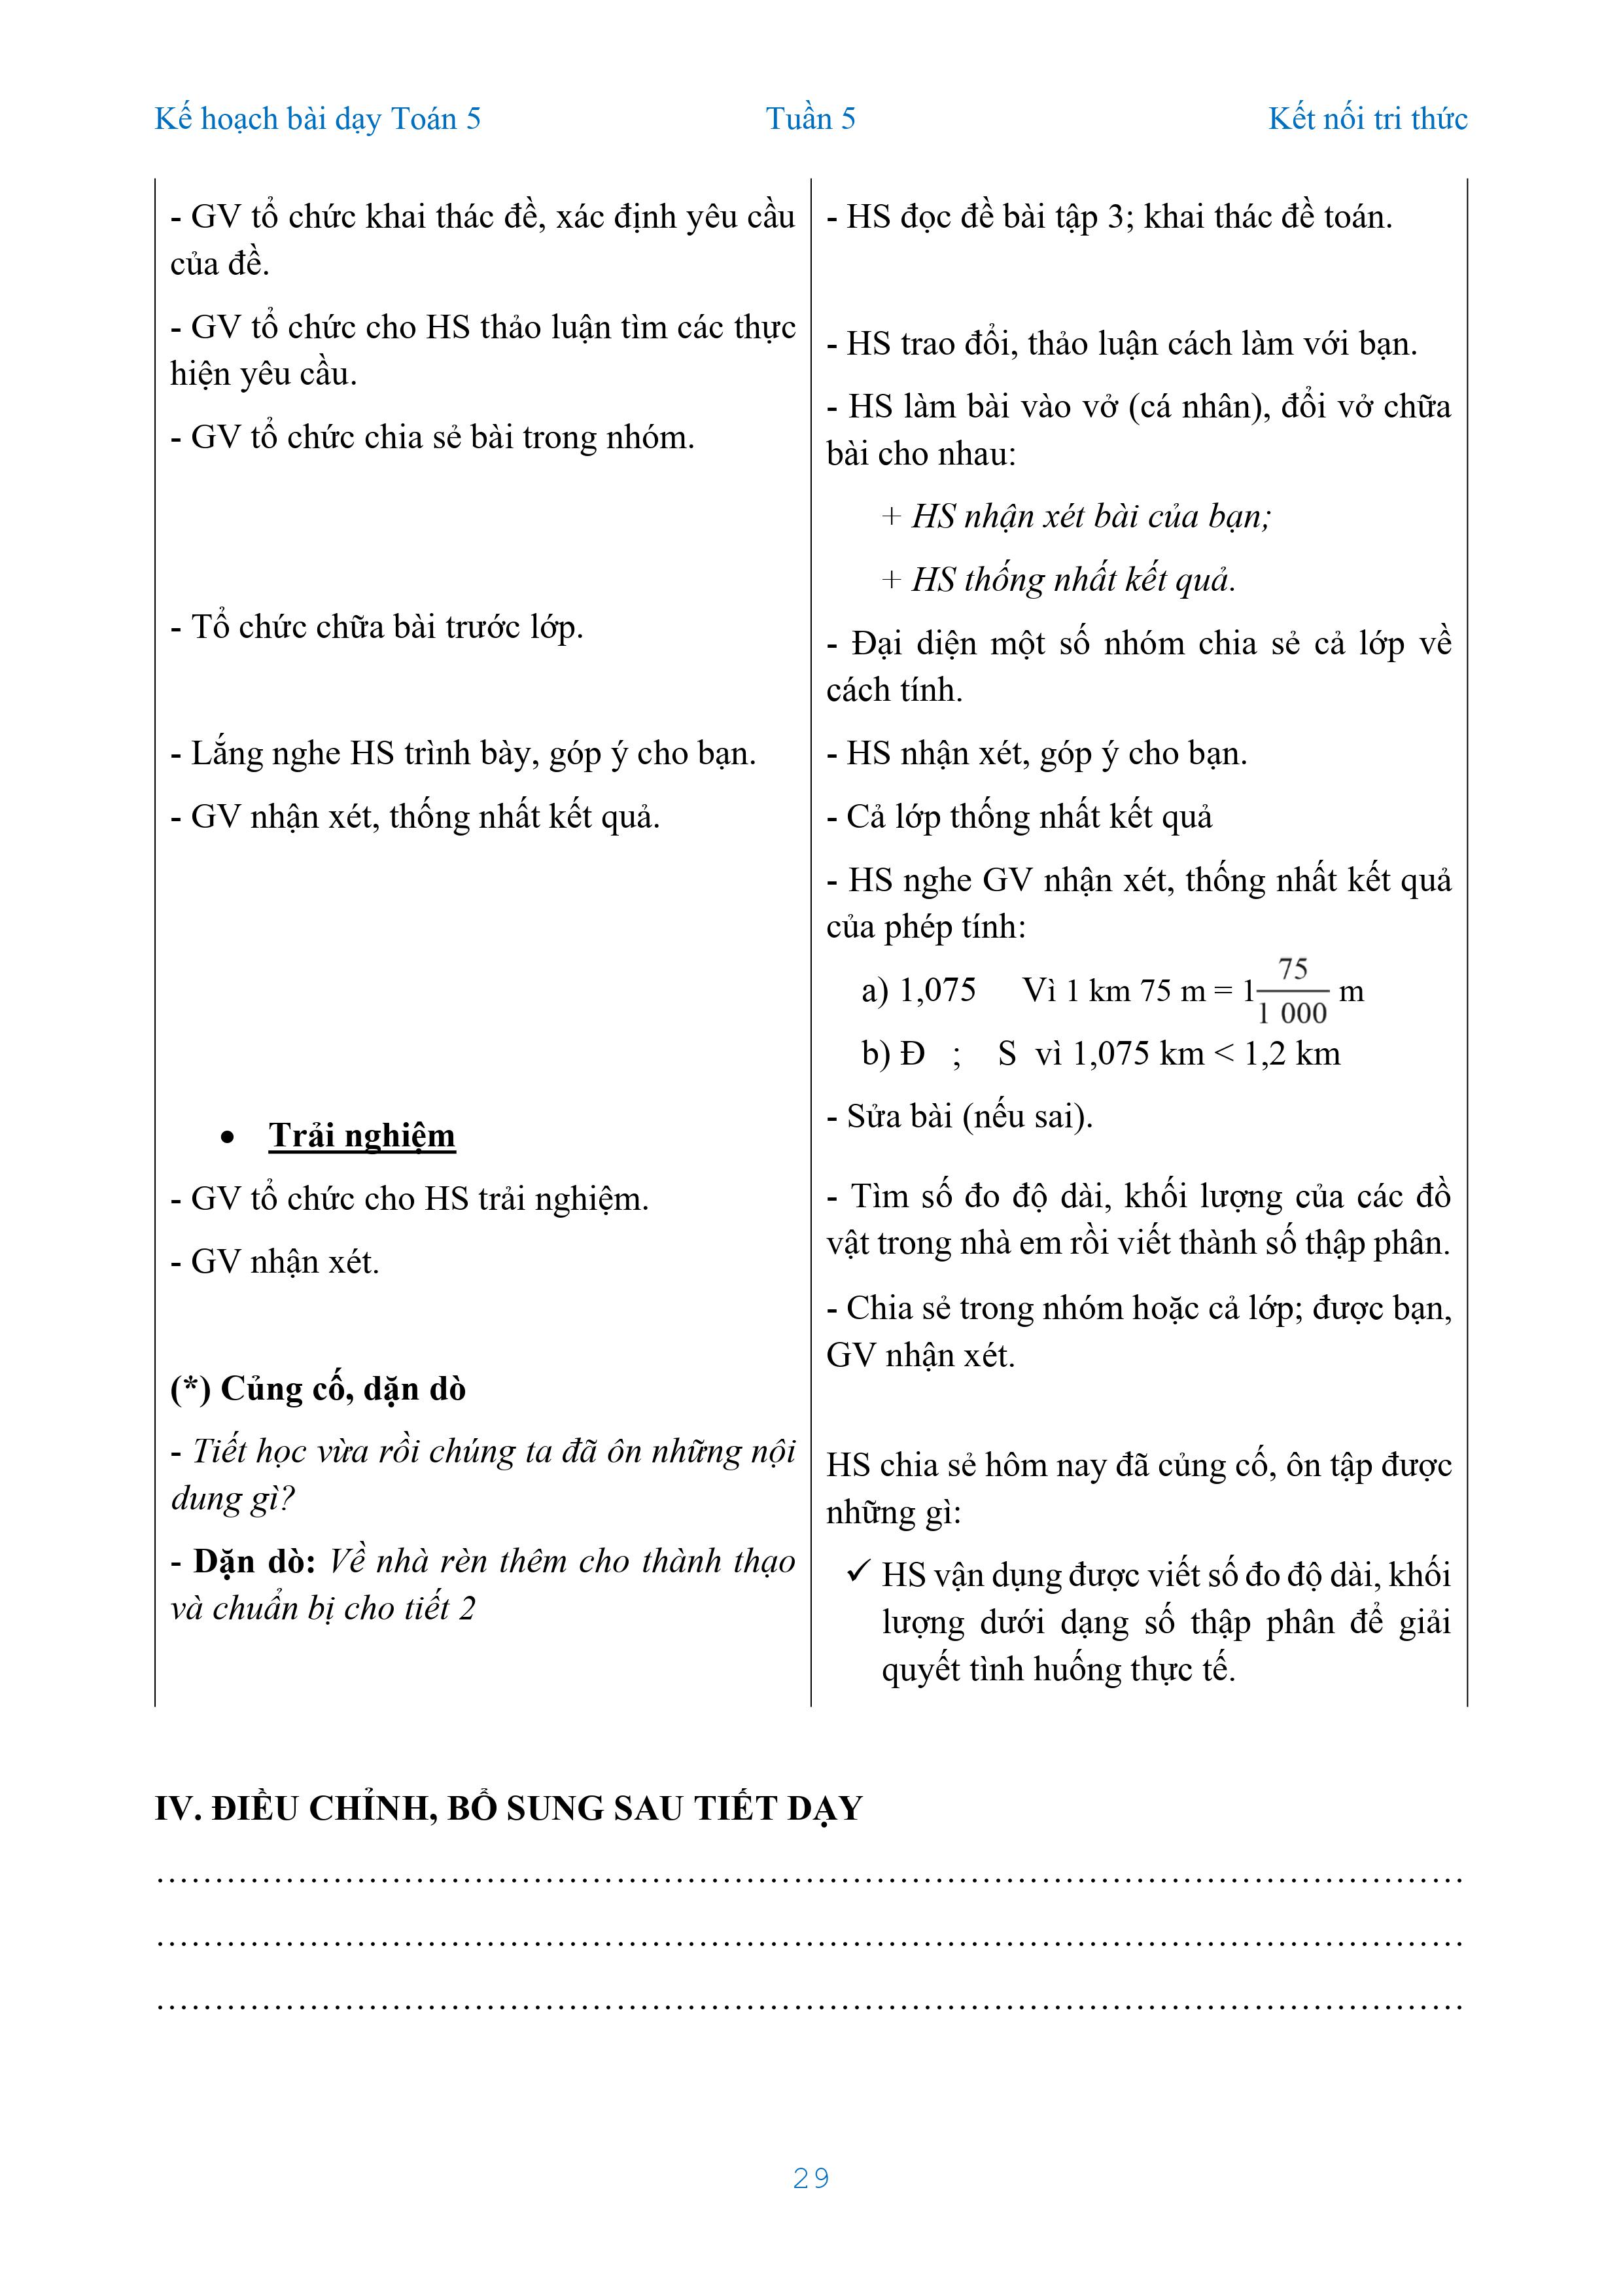 Kế hoạch bài dạy Toán 5 Tuần 5 Kết nối tri thức
- GV tổ chức khai thác đề, xác định yêu cầu
của đề.
- GV tổ chức cho HS thảo luận tìm các thực
hiện yêu cầu.
- GV tổ chức chia sẻ bài trong nhóm.
- Tổ chức chữa bài trước lớp.
- Lắng nghe HS trình bày, góp ý cho bạn.
- GV nhận xét, thống nhất kết quả.
• Trải nghiệm
- GV tổ chức cho HS trải nghiệm.
- GV nhận xét.
(*) Củng cố, dặn dò
- Tiết học vừa rồi chúng ta đã ôn những nội
dung gì?
- Dặn dò: Về nhà rèn thêm cho thành thạo
và chuẩn bị cho tiết 2
- HS đọc đề bài tập 3; khai thác đề toán.
- HS trao đổi, thảo luận cách làm với bạn.
- HS làm bài vào vở (cá nhân), đổi vở chữa
bài cho nhau:
+ HS nhận xét bài của bạn;
+ HS thống nhất kết quả.
- Đại diện một số nhóm chia sẻ cả lớp về
cách tính.
- HS nhận xét, góp ý cho bạn.
- Cả lớp thống nhất kết quả
- HS nghe GV nhận xét, thống nhất kết quả
của phép tính:
a) 1,075 Vì 1 km 75 m = 1 75/1 000 m
b) Đ ; S vì 1,075 km < 1,2 km
- Sửa bài (nếu sai).
- Tìm số đo độ dài, khối lượng của các đồ
vật trong nhà em rồi viết thành số thập phân.
- Chia sẻ trong nhóm hoặc cả lớp; được bạn,
GV nhận xét.
HS chia sẻ hôm nay đã củng cố, ôn tập được
những gì:
✓ HS vận dụng được viết số đo độ dài, khối
lượng dưới dạng số thập phân để giải
quyết tình huống thực tế.
IV. ĐIỀU CHỈNH, BỔ SUNG SAU TIẾT DẠY
……………………………………………………………………………………………
……………………………………………………………………………………………
……………………………………………………………………………………………
29